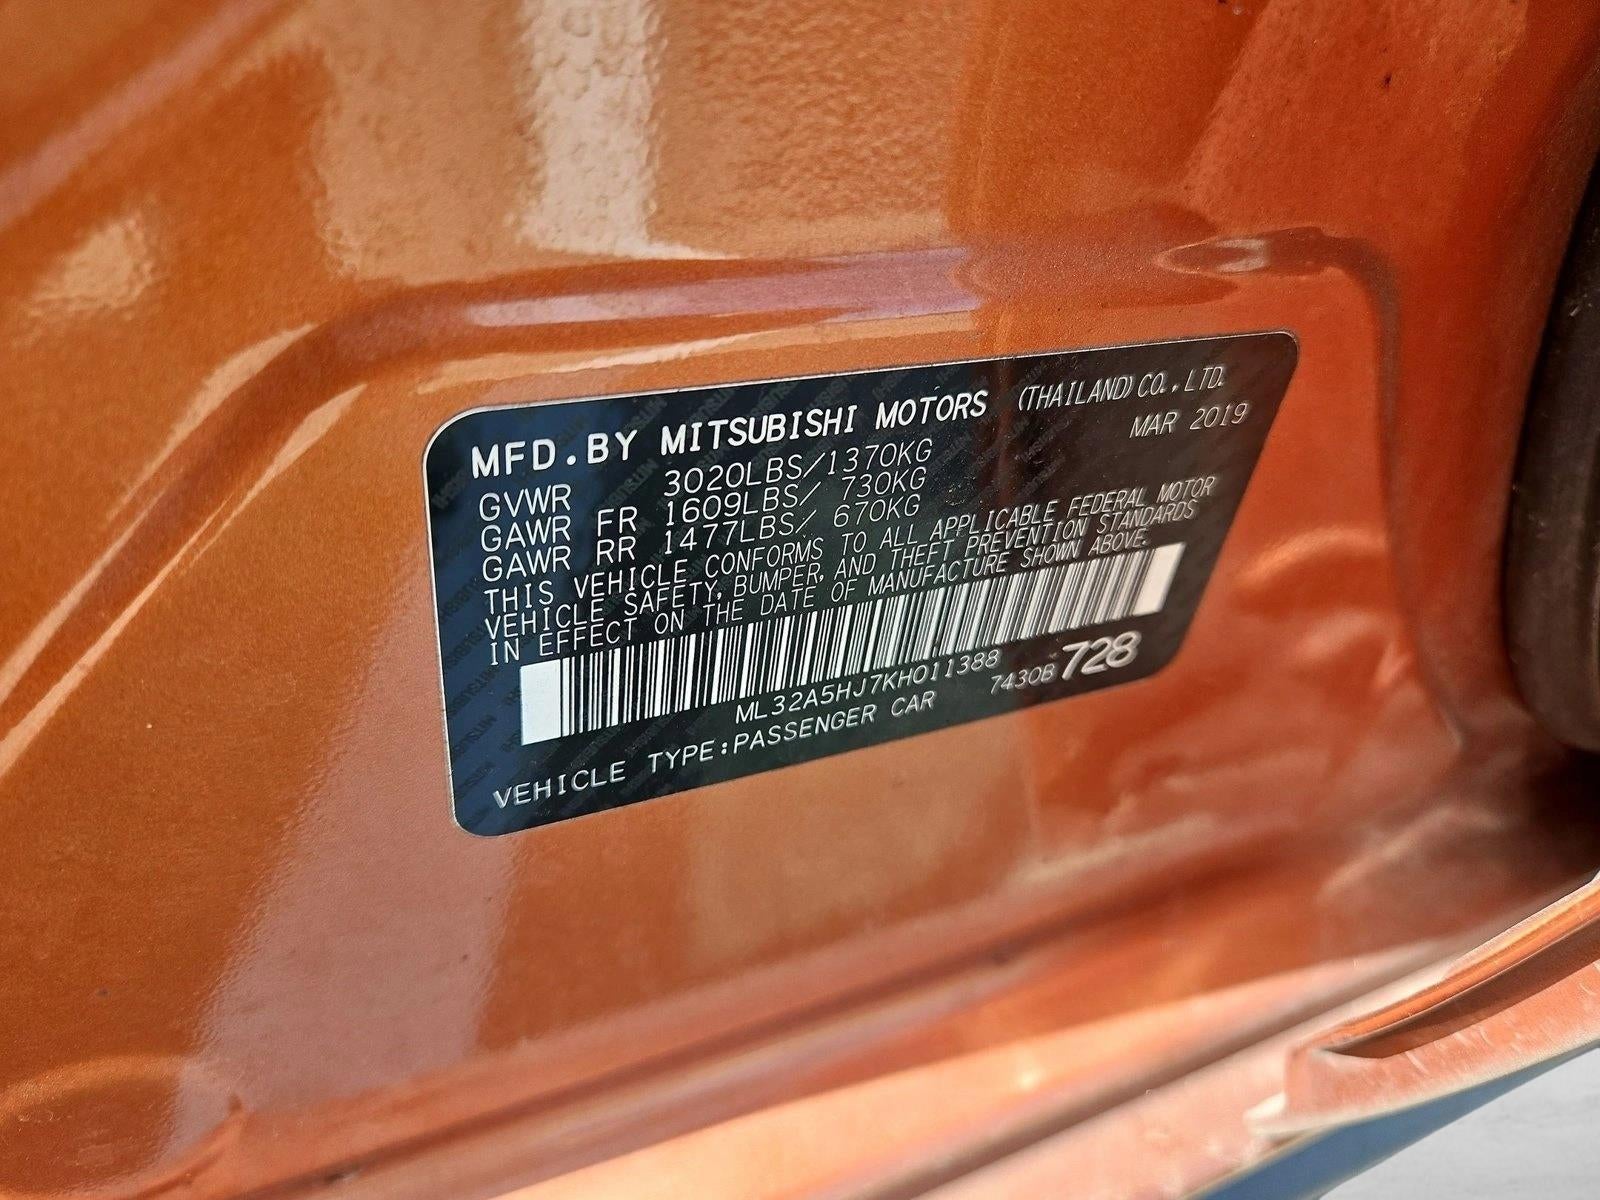 MFD.BY MITSUBISHI MOTORS (THAILAND) CO., LTD.
MAR 2019
GVWR 3020LBS/1370KG
GAWR FR 1609LBS/ 730KG
GAWR RR 1477LBS/ 670KG
THIS VEHICLE CONFORMS TO ALL APPLICABLE FEDERAL MOTOR
VEHICLE SAFETY, BUMPER, AND THEFT PREVENTION STANDARDS
IN EFFECT ON THE DATE OF MANUFACTURE SHOWN ABOVE.
ML32A5HJ7KH011388
7430B 728
VEHICLE TYPE:PASSENGER CAR